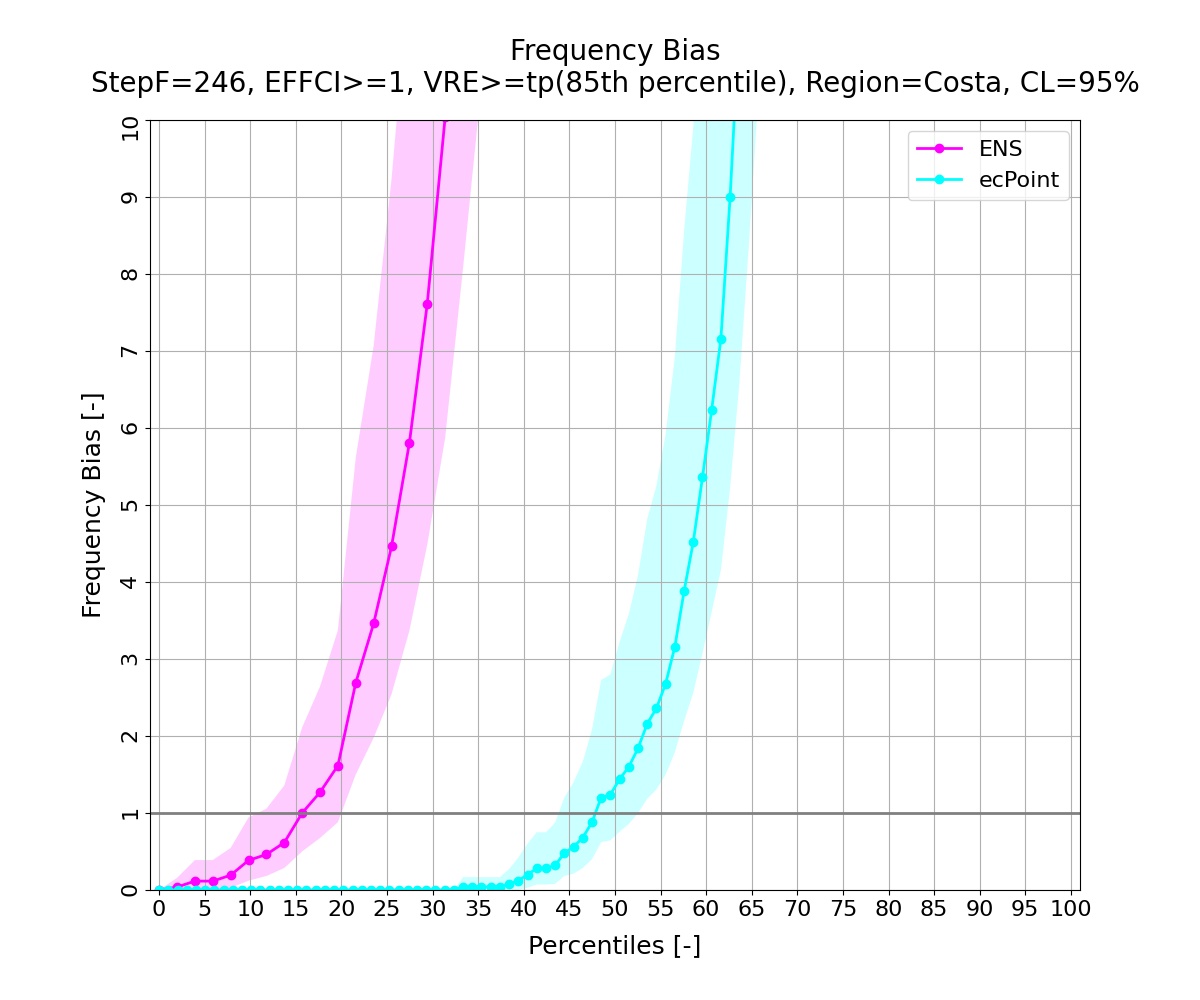 Frequency Bias
StepF=246, EFFCI>=1, VRE>=tp(85th percentile), Region=Costa, CL=95%
ENS
ecPoint
Frequency Bias [-]
10
9
8
7
6
5
4
3
2
1
0
0 5 10 15 20 25 30 35 40 45 50 55 60 65 70 75 80 85 90 95 100
Percentiles [-]